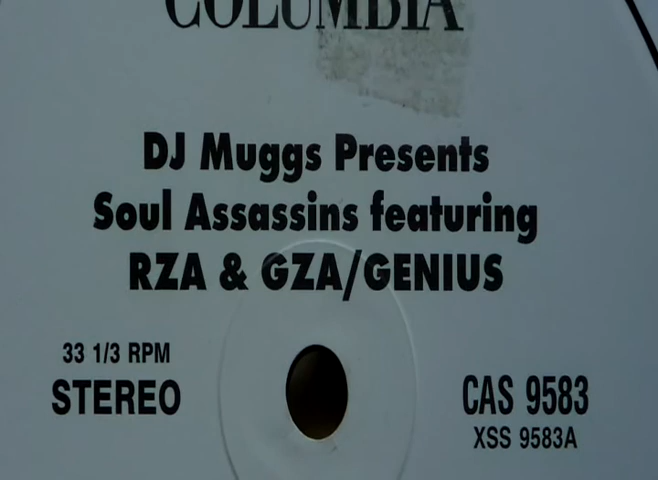 COLUMBIA
DJ Muggs Presents
Soul Assassins featuring
RZA & GZA/GENIUS
33 1/3 RPM
STEREO
CAS 9583
XSS 9583A